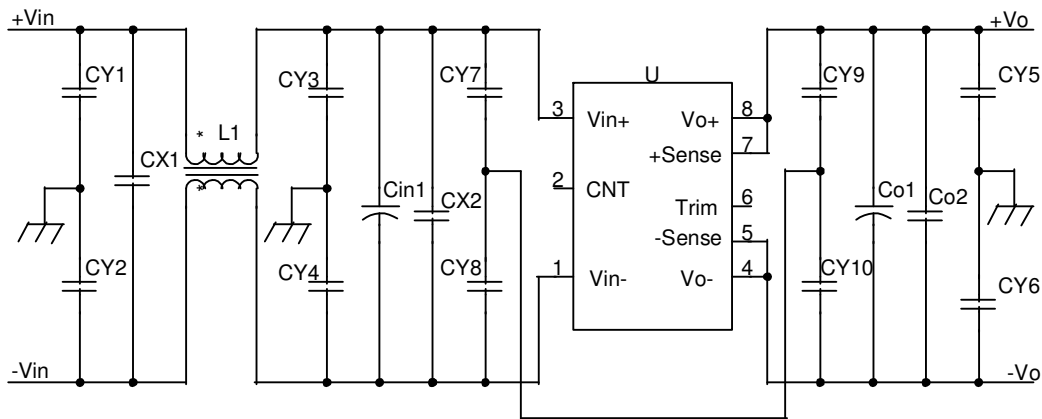 +Vin
+Vo
CY1
CY3
CY7
U
CY9
CY5
3
Vin+
Vo+
8
* L1
+Sense
7
CX1
2
CNT
Cin1
CX2
Trim
6
Co1
Co2
*
-Sense
5
CY2
CY4
CY8
1
Vin-
Vo-
4
CY10
CY6
-Vin
-Vo